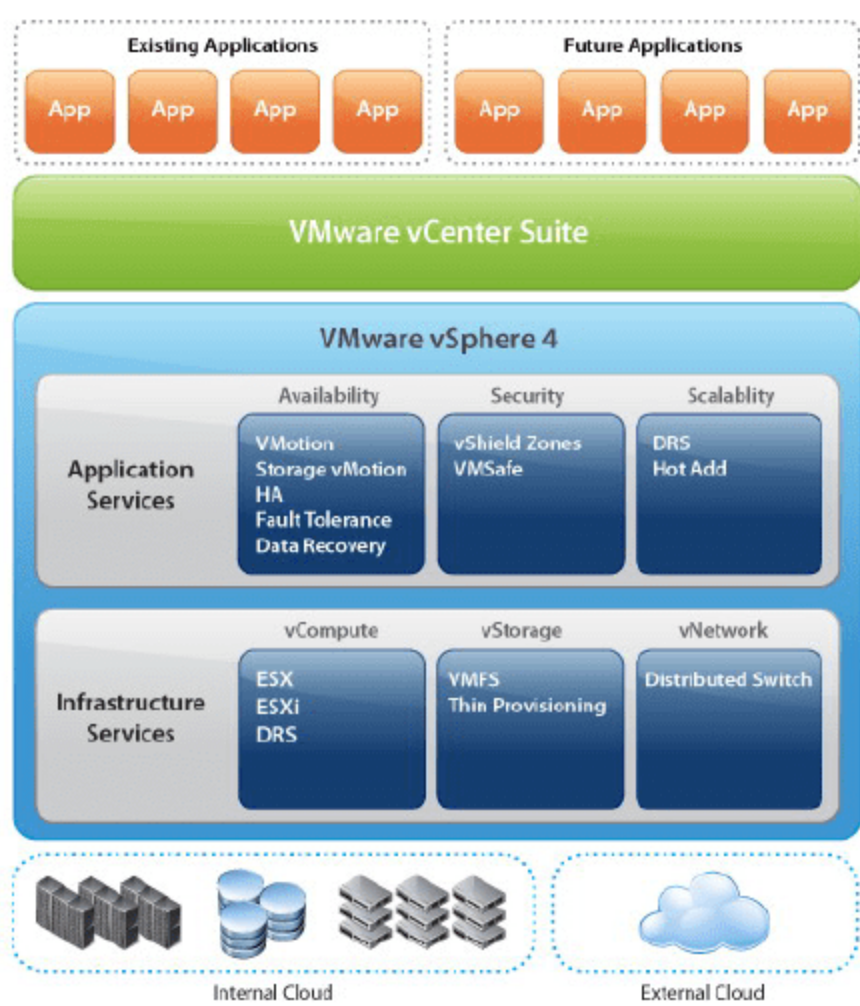 Existing Applications
Future Applications
App
App
App
App
App
App
App
App
VMware vCenter Suite
VMware vSphere 4
Availability
Security
Scalablity
Application
Services
VMotion
Storage vMotion
HA
Fault Tolerance
Data Recovery
vShield Zones
VMSafe
DRS
Hot Add
vCompute
vStorage
vNetwork
Infrastructure
Services
ESX
ESXi
DRS
VMFS
Thin Provisioning
Distributed Switch
Internal Cloud
External Cloud